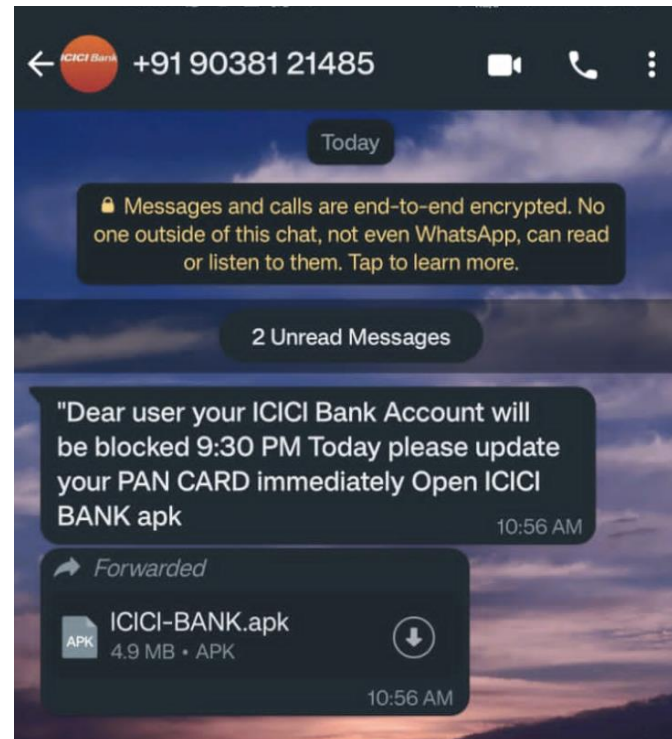 ICICI Bank
+91 90381 21485
Today
Messages and calls are end-to-end encrypted. No
one outside of this chat, not even WhatsApp, can read
or listen to them. Tap to learn more.
2 Unread Messages
"Dear user your ICICI Bank Account will
be blocked 9:30 PM Today please update
your PAN CARD immediately Open ICICI
BANK apk
10:56 AM
Forwarded
APK
ICICI-BANK.apk
4.9 MB • APK
10:56 AM